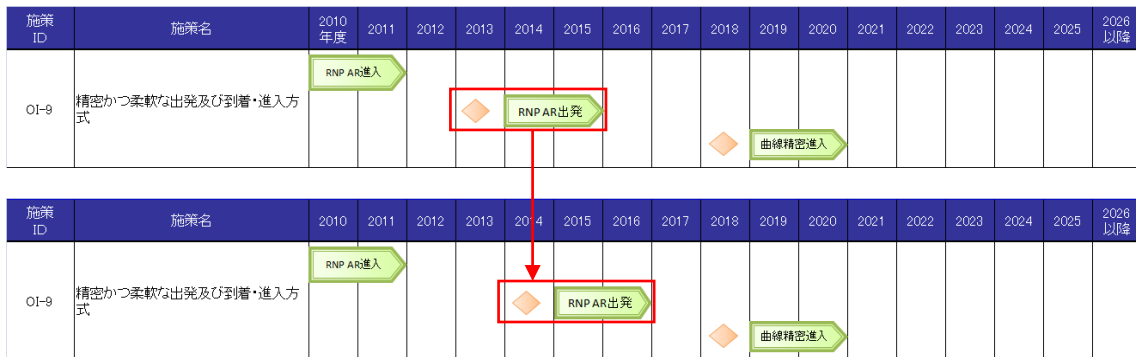 施策ID 施策名 2010年度 2011 2012 2013 2014 2015 2016 2017 2018 2019 2020 2021 2022 2023 2024 2025 2026以降
RNP AR進入
OI-9 精密かつ柔軟な出発及び到着・進入方式
RNP AR出発
曲線精密進入
施策ID 施策名 2010 2011 2012 2013 2014 2015 2016 2017 2018 2019 2020 2021 2022 2023 2024 2025 2026以降
RNP AR進入
OI-9 精密かつ柔軟な出発及び到着・進入方式
RNP AR出発
曲線精密進入